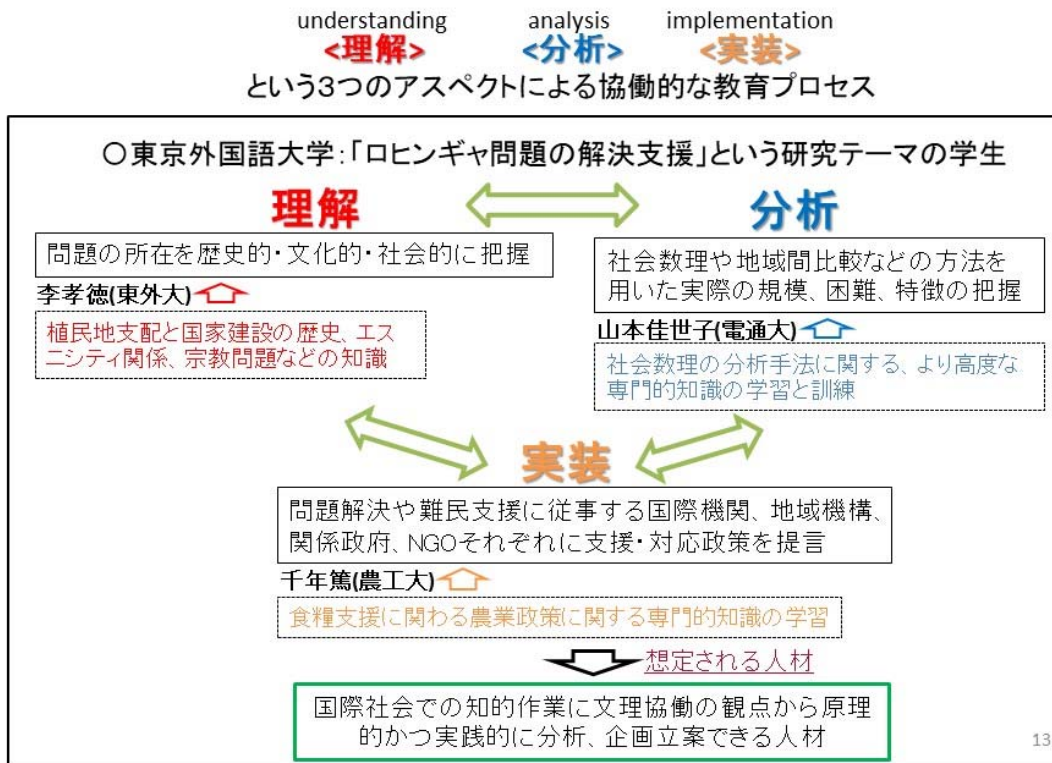 understanding analysis implementation
<理解> <分析> <実装>
という3つのアスペクトによる協働的な教育プロセス
〇東京外国語大学:「ロヒンギャ問題の解決支援」という研究テーマの学生
理解
問題の所在を歴史的・文化的・社会的に把握
李孝徳(東外大)
植民地支配と国家建設の歴史、エス
ニシティ関係、宗教問題などの知識
分析
社会数理や地域間比較などの方法を
用いた実際の規模、困難、特徴の把握
山本佳世子(電通大)
社会数理の分析手法に関する、より高度な
専門的知識の学習と訓練
実装
問題解決や難民支援に従事する国際機関、地域機構、
関係政府、NGOそれぞれに支援・対応政策を提言
千年篤(農工大)
食糧支援に関わる農業政策に関する専門的知識の学習
想定される人材
国際社会での知的作業に文理協働の観点から原理
的かつ実践的に分析、企画立案できる人材
13